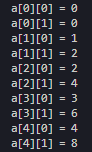 a[0][0] = 0
a[0][1] = 0
a[1][0] = 1
a[1][1] = 2
a[2][0] = 2
a[2][1] = 4
a[3][0] = 3
a[3][1] = 6
a[4][0] = 4
a[4][1] = 8